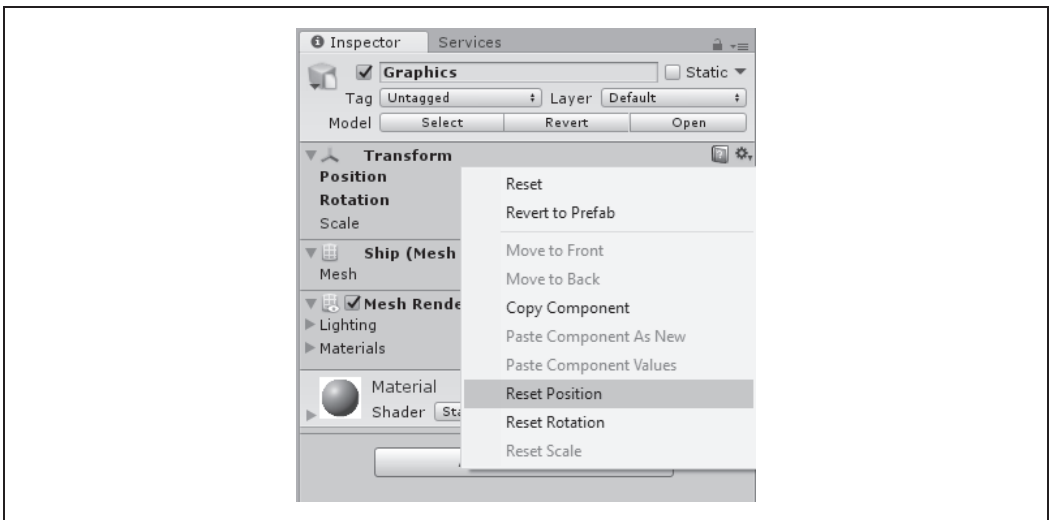 Inspector Services
Graphics Static
Tag Untagged Layer Default
Model Select Revert Open
Transform
Position
Rotation
Scale
Ship (Mesh
Mesh
Mesh Rende
Lighting
Materials
Material
Shader Sta
Reset
Revert to Prefab
Move to Front
Move to Back
Copy Component
Paste Component As New
Paste Component Values
Reset Position
Reset Rotation
Reset Scale